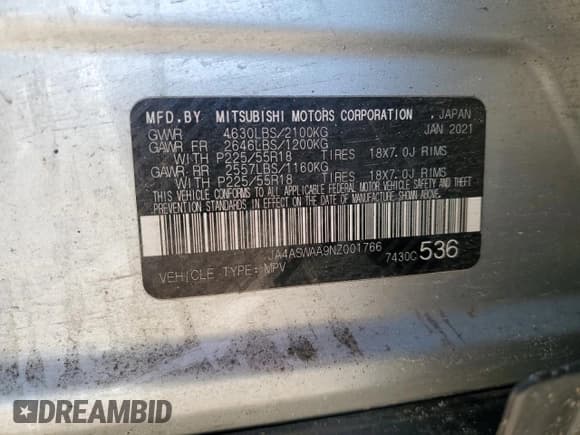 MFD.BY MITSUBISHI MOTORS CORPORATION , JAPAN
GVWR 4630LBS/2100KG JAN 2021
GAWR FR 2646LBS/1200KG
WITH P225/55R18 TIRES 18X7.0J RIMS
GAWR RR 2557LBS/1160KG
WITH P225/55R18 TIRES 18X7.0J RIMS
THIS VEHICLE CONFORMS TO ALL APPLICABLE FEDERAL MOTOR VEHICLE SAFETY AND THEFT
PREVENTION STANDARDS IN EFFECT ON THE DATE OF MANUFACTURE SHOWN ABOVE.
JA4ASWAA9NZ001766
7430C 536
VEHICLE TYPE: MPV
DREAMBID